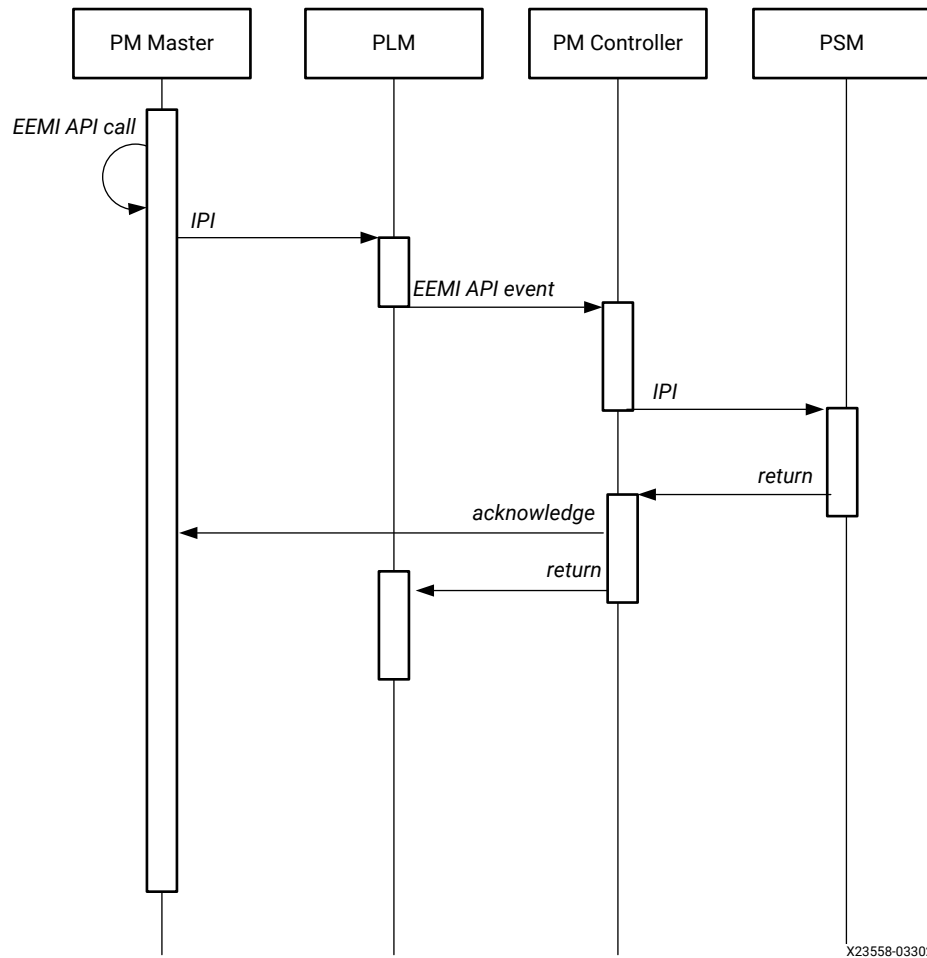 PM Master
PLM
PM Controller
PSM
EEMI API call
IPI
EEMI API event
IPI
return
acknowledge
return